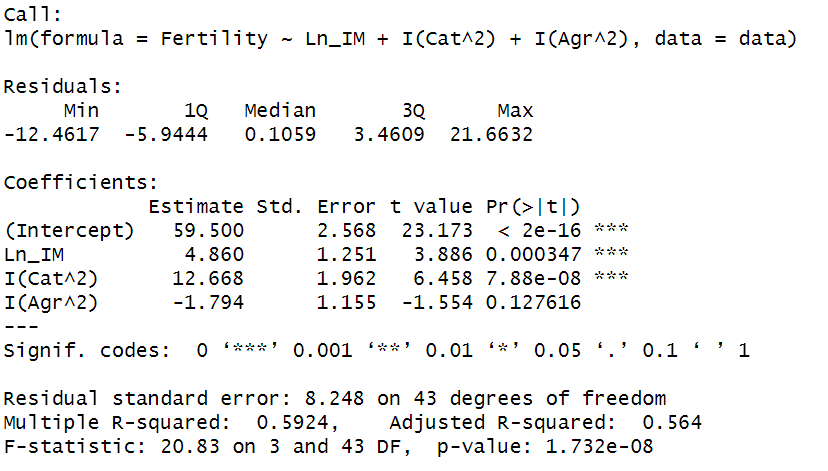 Call:
lm(formula = Fertility ~ Ln_IM + I(Cat^2) + I(Agr^2), data = data)
Residuals:
     Min       1Q   Median       3Q      Max
-12.4617  -5.9444   0.1059   3.4609  21.6632
Coefficients:
            Estimate Std. Error t value Pr(>|t|)
(Intercept)   59.500      2.568  23.173  < 2e-16 ***
Ln_IM          4.860      1.251   3.886 0.000347 ***
I(Cat^2)      12.668      1.962   6.458 7.88e-08 ***
I(Agr^2)      -1.794      1.155  -1.554 0.127616
---
Signif. codes:  0 ‘***’ 0.001 ‘**’ 0.01 ‘*’ 0.05 ‘.’ 0.1 ‘ ’ 1
Residual standard error: 8.248 on 43 degrees of freedom
Multiple R-squared:  0.5924,    Adjusted R-squared:  0.564
F-statistic: 20.83 on 3 and 43 DF,  p-value: 1.732e-08